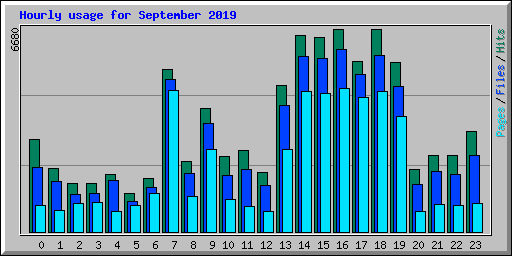 Hourly usage for September 2019
6680
Pages / Files / Hits
0 1 2 3 4 5 6 7 8 9 10 11 12 13 14 15 16 17 18 19 20 21 22 23